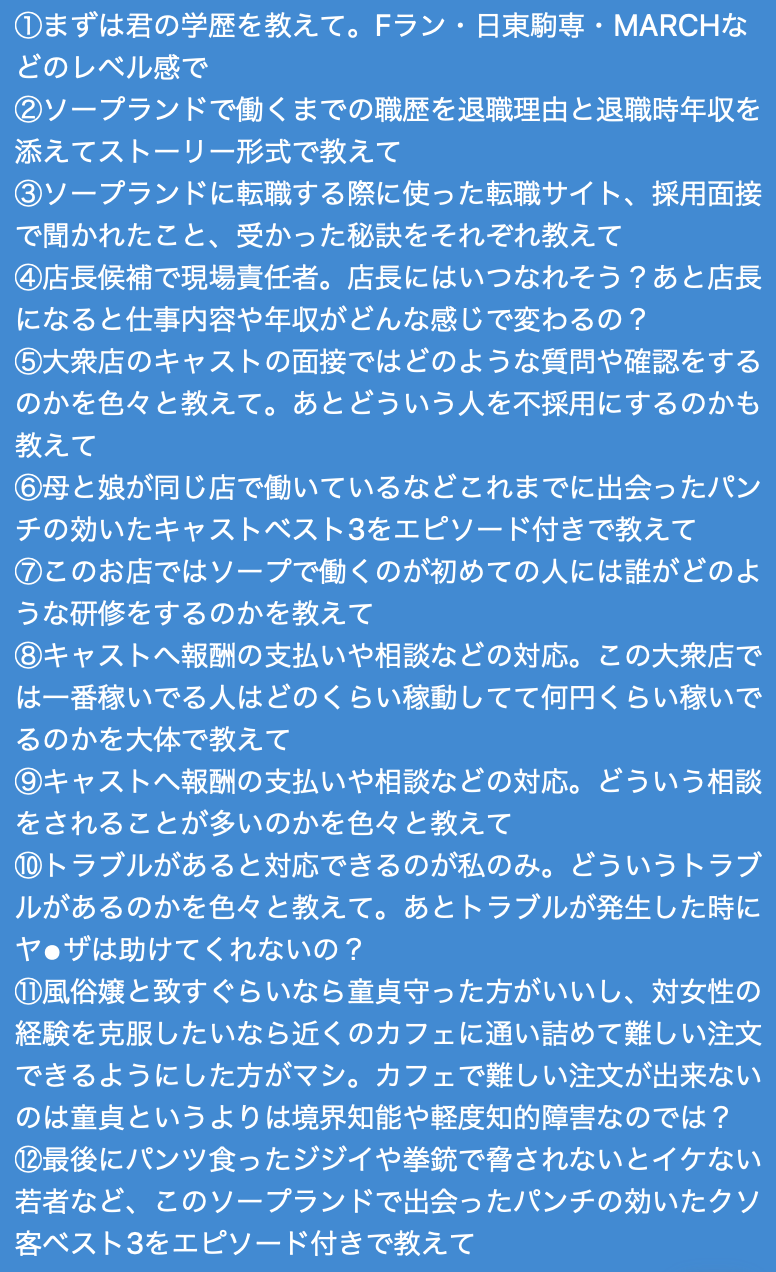 ①まずは君の学歴を教えて。Fラン・日東駒専・MARCHな
どのレベル感で
②ソープランドで働くまでの職歴を退職理由と退職時年収を
添えてストーリー形式で教えて
③ソープランドに転職する際に使った転職サイト、採用面接
で聞かれたこと、受かった秘訣をそれぞれ教えて
④店長候補で現場責任者。店長にはいつなれそう？あと店長
になると仕事内容や年収がどんな感じで変わるの？
⑤大衆店のキャストの面接ではどのような質問や確認をする
のかを色々と教えて。あとどういう人を不採用にするのかも
教えて
⑥母と娘が同じ店で働いているなどこれまでに出会ったパン
チの効いたキャストベスト3をエピソード付きで教えて
⑦このお店ではソープで働くのが初めての人には誰がどのよ
うな研修をするのかを教えて
⑧キャストへ報酬の支払いや相談などの対応。この大衆店で
は一番稼いでる人はどのくらい稼動してて何円くらい稼いで
るのかを大体で教えて
⑨キャストへ報酬の支払いや相談などの対応。どういう相談
をされることが多いのかを色々と教えて
⑩トラブルがあると対応できるのが私のみ。どういうトラブ
ルがあるのかを色々と教えて。あとトラブルが発生した時に
ヤ●ザは助けてくれないの？
⑪風俗嬢と致すぐらいなら童貞守った方がいいし、対女性の
経験を克服したいなら近くのカフェに通い詰めて難しい注文
できるようにした方がマシ。カフェで難しい注文が出来ない
のは童貞というよりは境界知能や軽度知的障害なのでは？
⑫最後にパンツ食ったジジイや拳銃で脅されないとイケない
若者など、このソープランドで出会ったパンチの効いたクソ
客ベスト3をエピソード付きで教えて